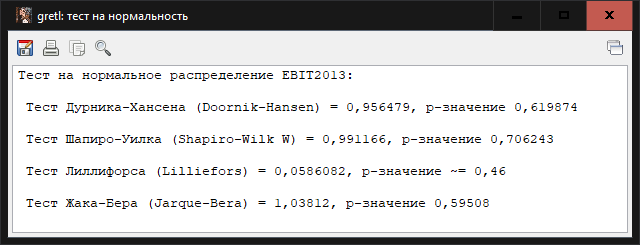 gretl: тест на нормальность
Тест на нормальное распределение EBIT2013:
Тест Дурника-Хансена (Doornik-Hansen) = 0,956479, p-значение 0,619874
Тест Шапиро-Уилка (Shapiro-Wilk W) = 0,991166, p-значение 0,706243
Тест Лиллифорса (Lilliefors) = 0,0586082, p-значение ~= 0,46
Тест Жака-Бера (Jarque-Bera) = 1,03812, p-значение 0,59508